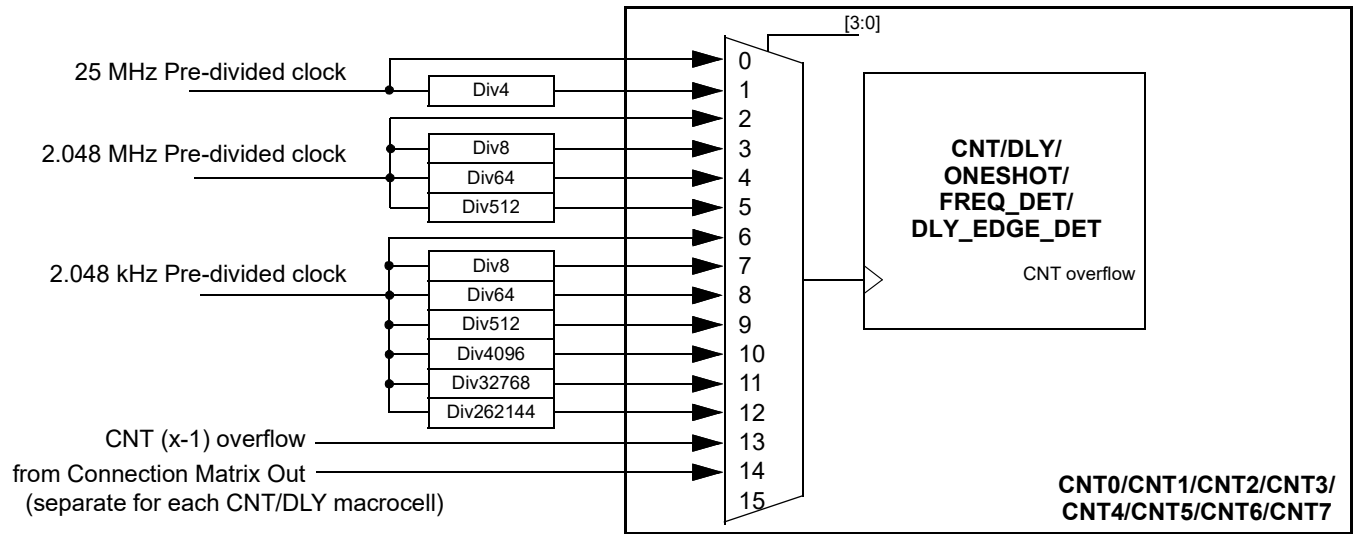 [3:0]
25 MHz Pre-divided clock
Div4
2.048 MHz Pre-divided clock
Div8
Div64
Div512
2.048 kHz Pre-divided clock
Div8
Div64
Div512
Div4096
Div32768
Div262144
CNT (x-1) overflow
from Connection Matrix Out
(separate for each CNT/DLY macrocell)
0
1
2
3
4
5
6
7
8
9
10
11
12
13
14
15
CNT/DLY/
ONESHOT/
FREQ_DET/
DLY_EDGE_DET
CNT overflow
CNT0/CNT1/CNT2/CNT3/
CNT4/CNT5/CNT6/CNT7